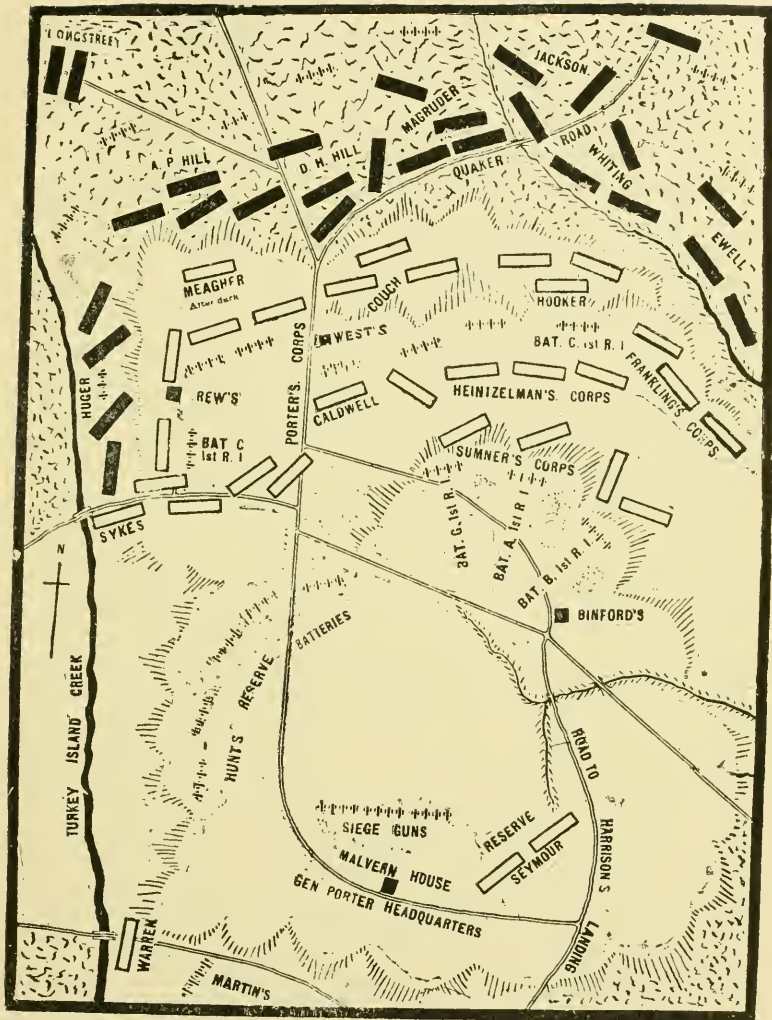 LONGSTREET
JACKSON
MAGRUDER
A. P HILL
D. H. HILL
QUAKER ROAD
WHITING
EWELL
MEAGHER
After dark
COUCH
HOOKER
HUGER
PORTER'S. CORPS
WEST'S
BAT. C. 1st R. I
FRANKLING'S CORPS
REW'S
CALDWELL
HEINTZELMAN'S. CORPS
BAT C
1st R. I
SUMNER'S CORPS
SYKES
BAT. G. 1st R. I.
BAT. A. 1st R I
BAT. B. 1st R. I.
N
BINFORD'S
TURKEY ISLAND CREEK
HUNT'S RESERVE BATTERIES
ROAD TO HARRISON S LANDING
SIEGE GUNS
RESERVE
SEYMOUR
MALVERN HOUSE
GEN PORTER HEADQUARTERS
WARREN
MARTIN'S